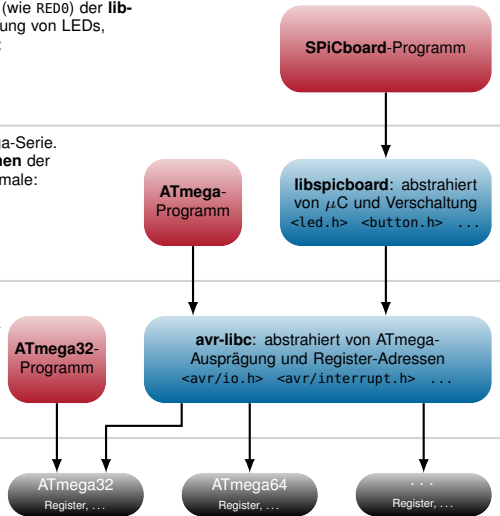 (wie RED0) der lib-
ung von LEDs,
SPiCboard-Programm
ga-Serie.
nen der
male:
ATmega-
Programm
libspicboard: abstrahiert
von µC und Verschaltung
<led.h> <button.h> ...
ATmega32-
Programm
avr-libc: abstrahiert von ATmega-
Ausprägung und Register-Adressen
<avr/io.h> <avr/interrupt.h> ...
ATmega32
Register, ...
ATmega64
Register, ...
. . .
Register, ...